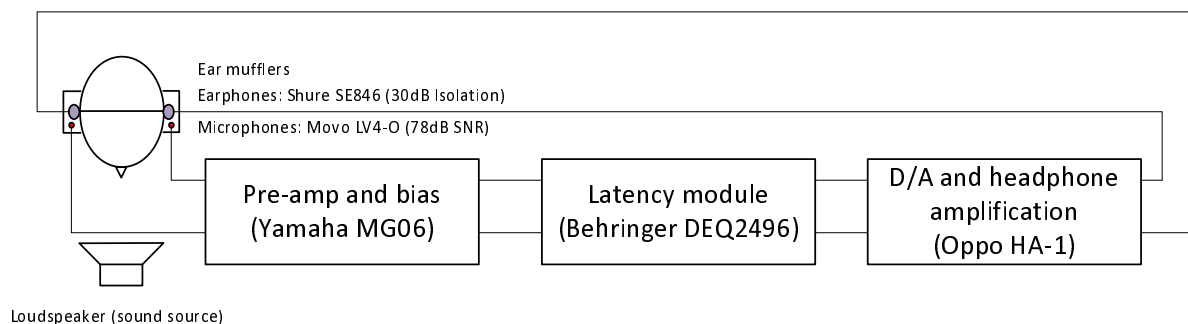 Ear mufflers
Earphones: Shure SE846 (30dB Isolation)
Microphones: Movo LV4-O (78dB SNR)
Pre-amp and bias
(Yamaha MG06)
Latency module
(Behringer DEQ2496)
D/A and headphone
amplification
(Oppo HA-1)
Loudspeaker (sound source)